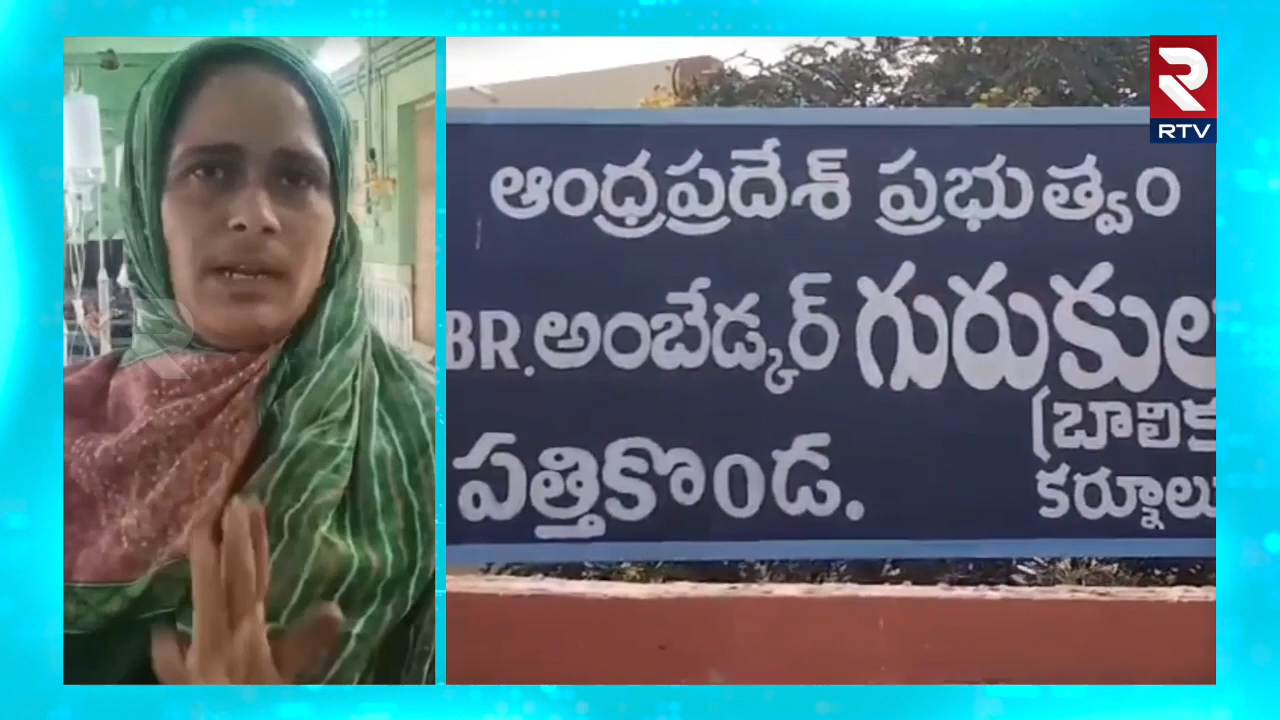 RTV
ఆంధ్రప్రదేశ్ ప్రభుత్వం
BR. అంబేడ్కర్ గురుకుల
(బాలిక
పత్తికొండ.
కర్నూలు